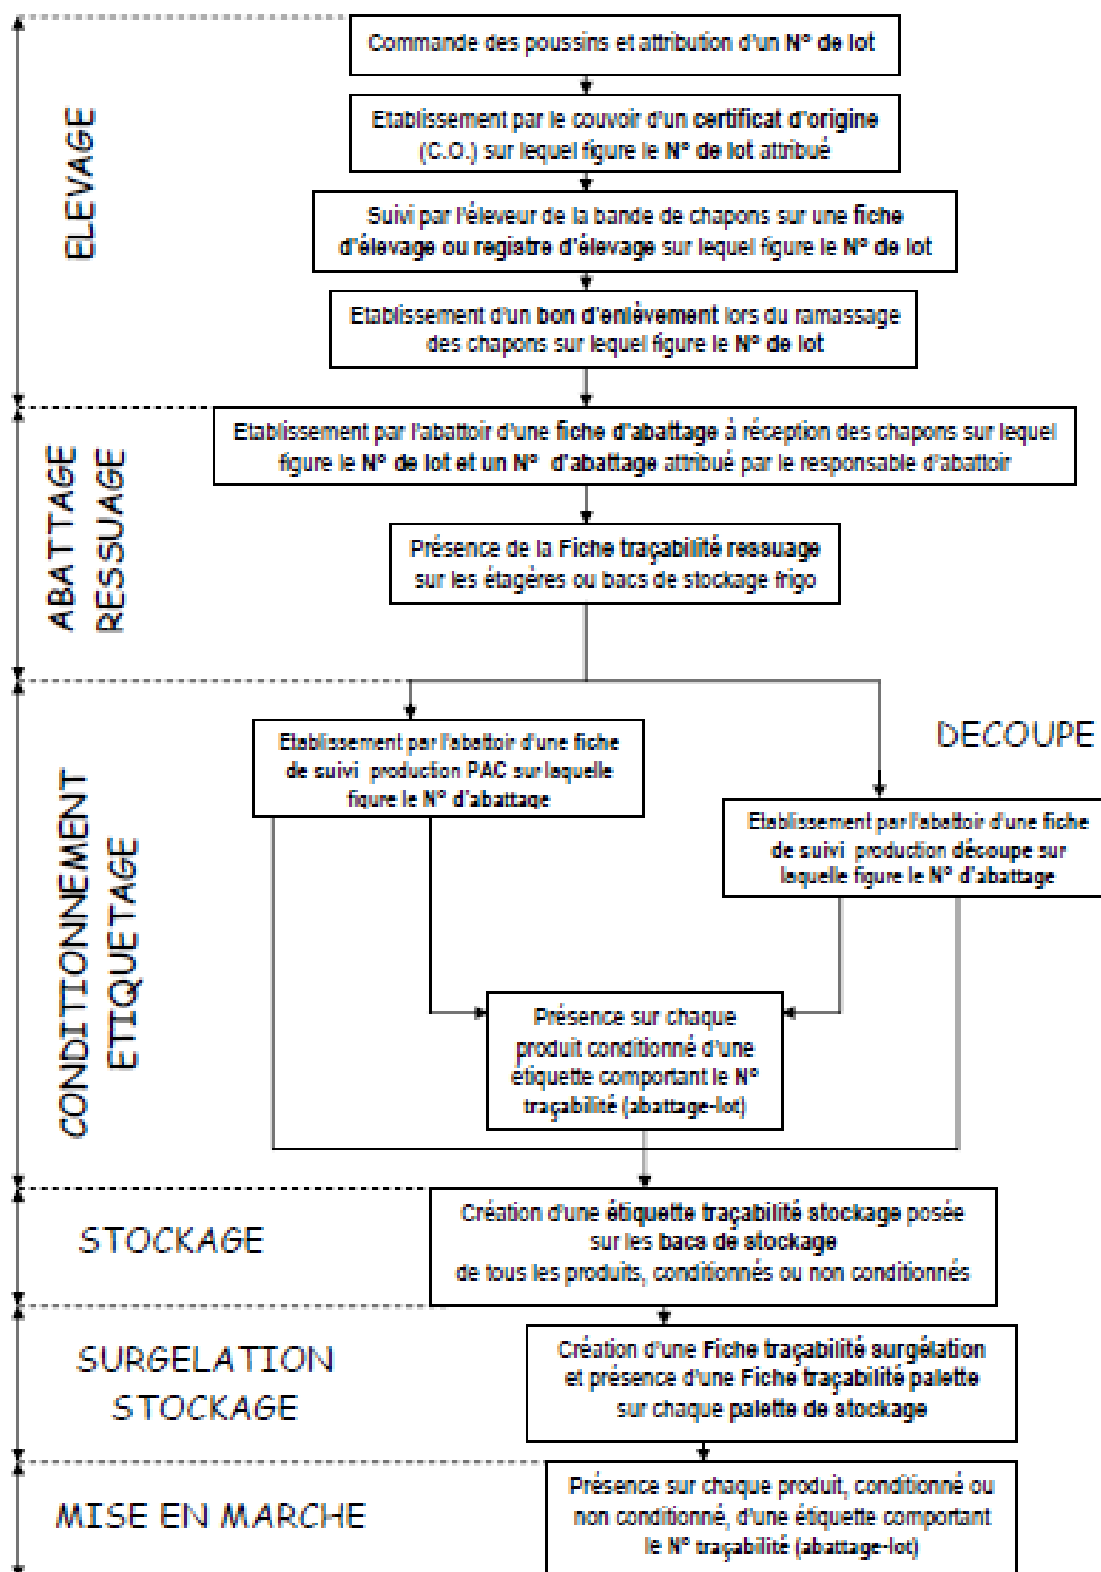 Commande des poussins et attribution d'un N° de lot
ELEVAGE
Etablissement par le couvoir d'un certificat d'origine
(C.O.) sur lequel figure le N° de lot attribué
Suivi par l'éleveur de la bande de chapons sur une fiche
d'élevage ou registre d'élevage sur lequel figure le N° de lot
Etablissement d'un bon d'enlèvement lors du ramassage
des chapons sur lequel figure le N° de lot
ABATTAGE
RESSUAGE
Etablissement par l'abattoir d'une fiche d'abattage à réception des chapons sur lequel
figure le N° de lot et un N° d'abattage attribué par le responsable d'abattoir
Présence de la Fiche traçabilité ressuage
sur les étagères ou bacs de stockage frigo
CONDITIONNEMENT
ETIQUETAGE
Etablissement par l'abattoir d'une fiche
de suivi production PAC sur laquelle
figure le N° d'abattage
DECOUPE
Etablissement par l'abattoir d'une fiche
de suivi production découpe sur
laquelle figure le N° d'abattage
Présence sur chaque
produit conditionné d'une
étiquette comportant le N°
traçabilité (abattage-lot)
STOCKAGE
Création d'une étiquette traçabilité stockage posée
sur les bacs de stockage
de tous les produits, conditionnés ou non conditionnés
SURGELATION
STOCKAGE
Création d'une Fiche traçabilité surgélation
et présence d'une Fiche traçabilité palette
sur chaque palette de stockage
MISE EN MARCHE
Présence sur chaque produit, conditionné ou
non conditionné, d'une étiquette comportant
le N° traçabilité (abattage-lot)